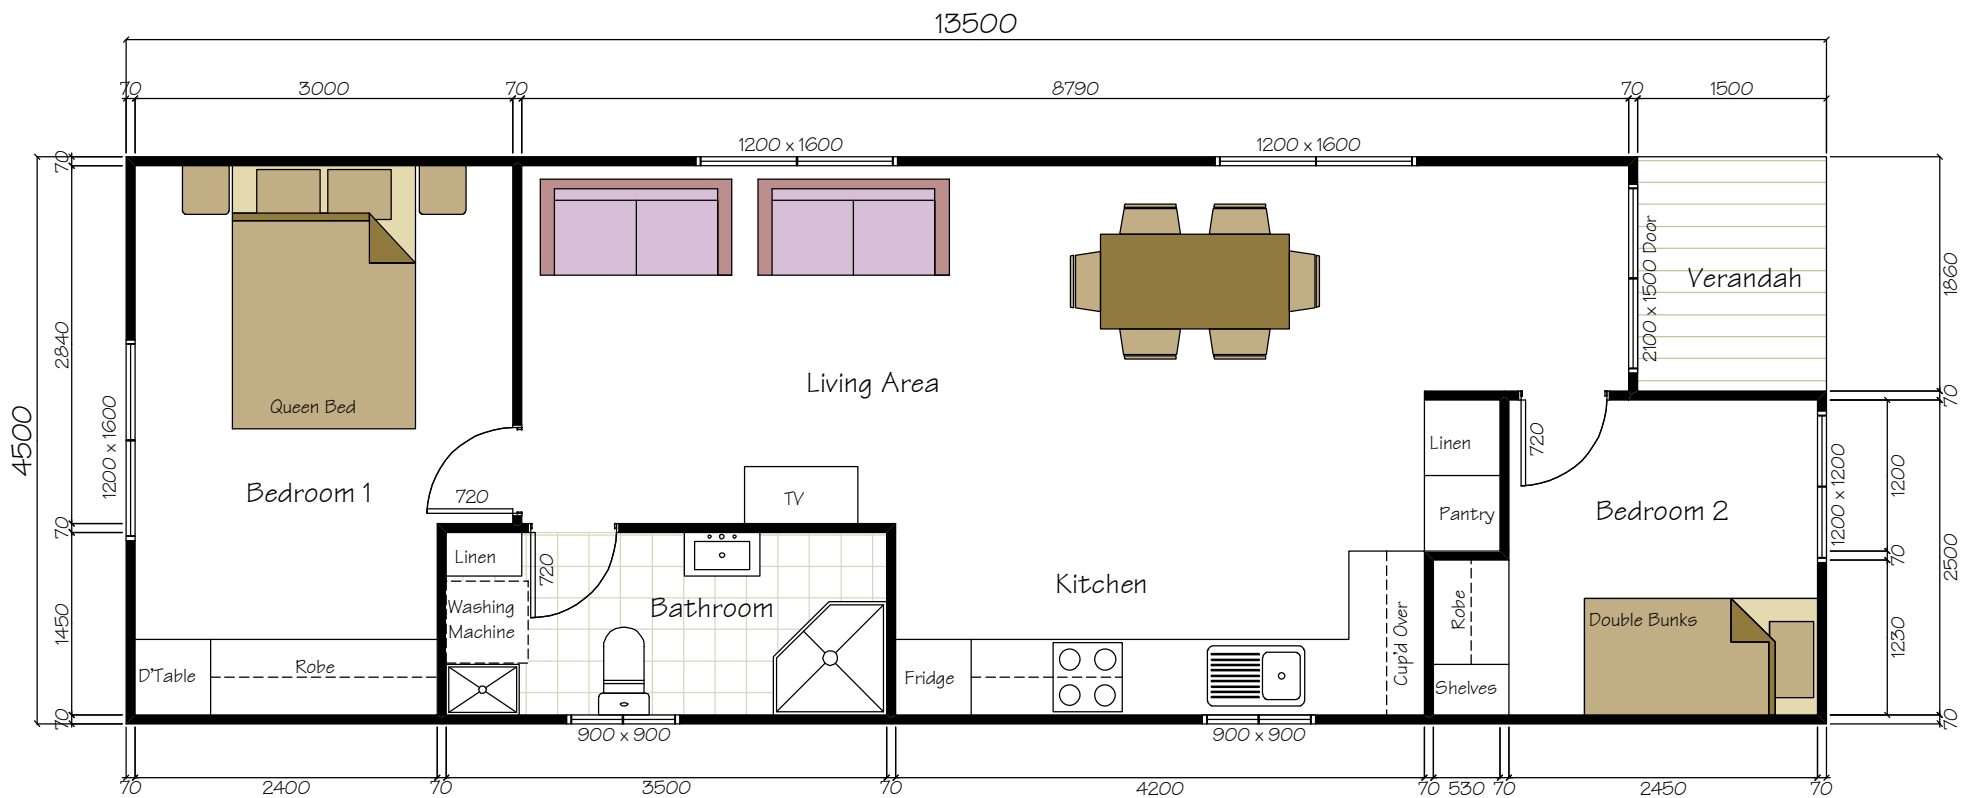 13500
70
3000
70
8790
70
1500
1200 x 1600
1200 x 1600
70
2840
70
1450
70
4500
1200 x 1600
Queen Bed
Bedroom 1
720
D'Table
Robe
Living Area
TV
Linen
720
Washing
Machine
Bathroom
Kitchen
Fridge
Cup'd Over
Linen
Pantry
Robe
Shelves
720
Bedroom 2
Double Bunks
2100 x 1500 Door
Verandah
1200 x 1200
1860
70
1200
70
2500
1230
70
900 x 900
900 x 900
70
2400
70
3500
70
4200
70
530
70
2450
70